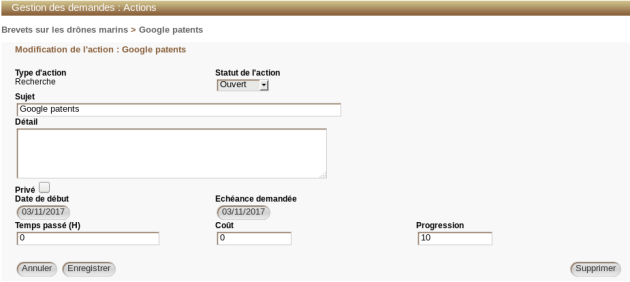 Gestion des demandes : Actions
Brevets sur les drônes marins > Google patents
Modification de l'action : Google patents
Type d'action Statut de l'action
Recherche Ouvert
Sujet
Google patents
Détail
Privé
Date de début Echéance demandée
03/11/2017 03/11/2017
Temps passé (H) Coût Progression
0 0 10
Annuler Enregistrer Supprimer